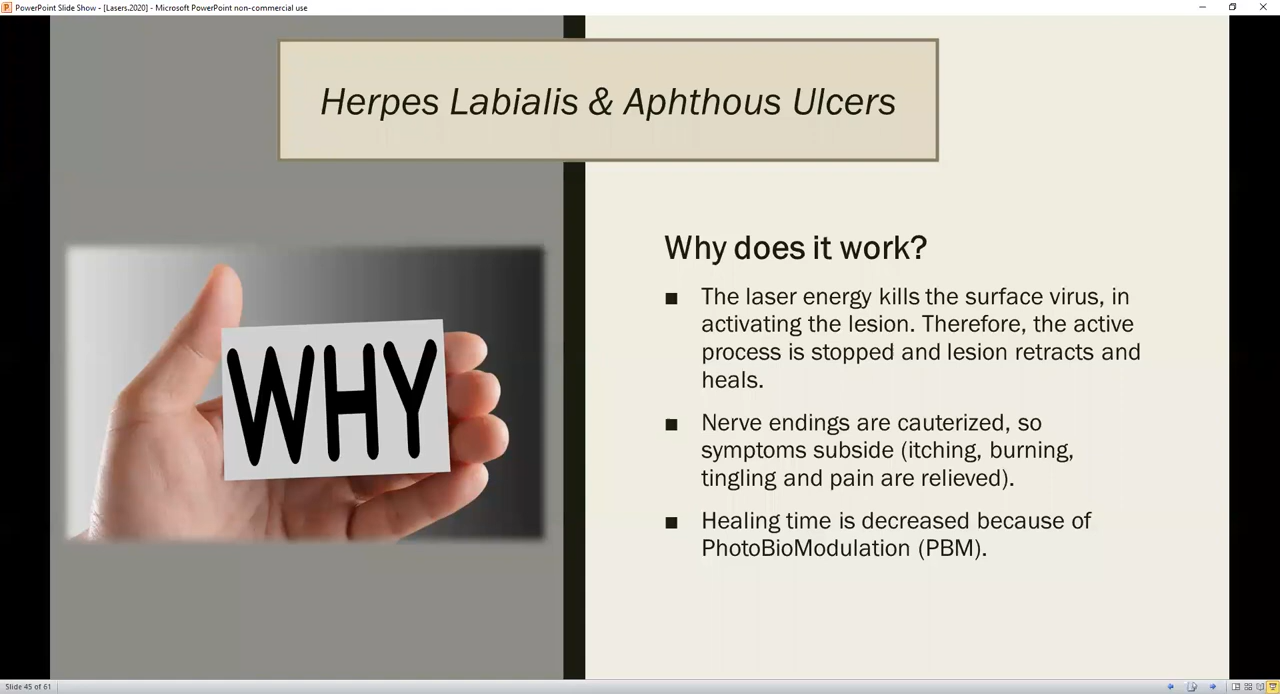 PowerPoint Slide Show - [Lasers.2020] - Microsoft PowerPoint non-commercial use
Herpes Labialis & Aphthous Ulcers
WHY
Why does it work?
■ The laser energy kills the surface virus, in
activating the lesion. Therefore, the active
process is stopped and lesion retracts and
heals.
■ Nerve endings are cauterized, so
symptoms subside (itching, burning,
tingling and pain are relieved).
■ Healing time is decreased because of
PhotoBioModulation (PBM).
Slide 45 of 61